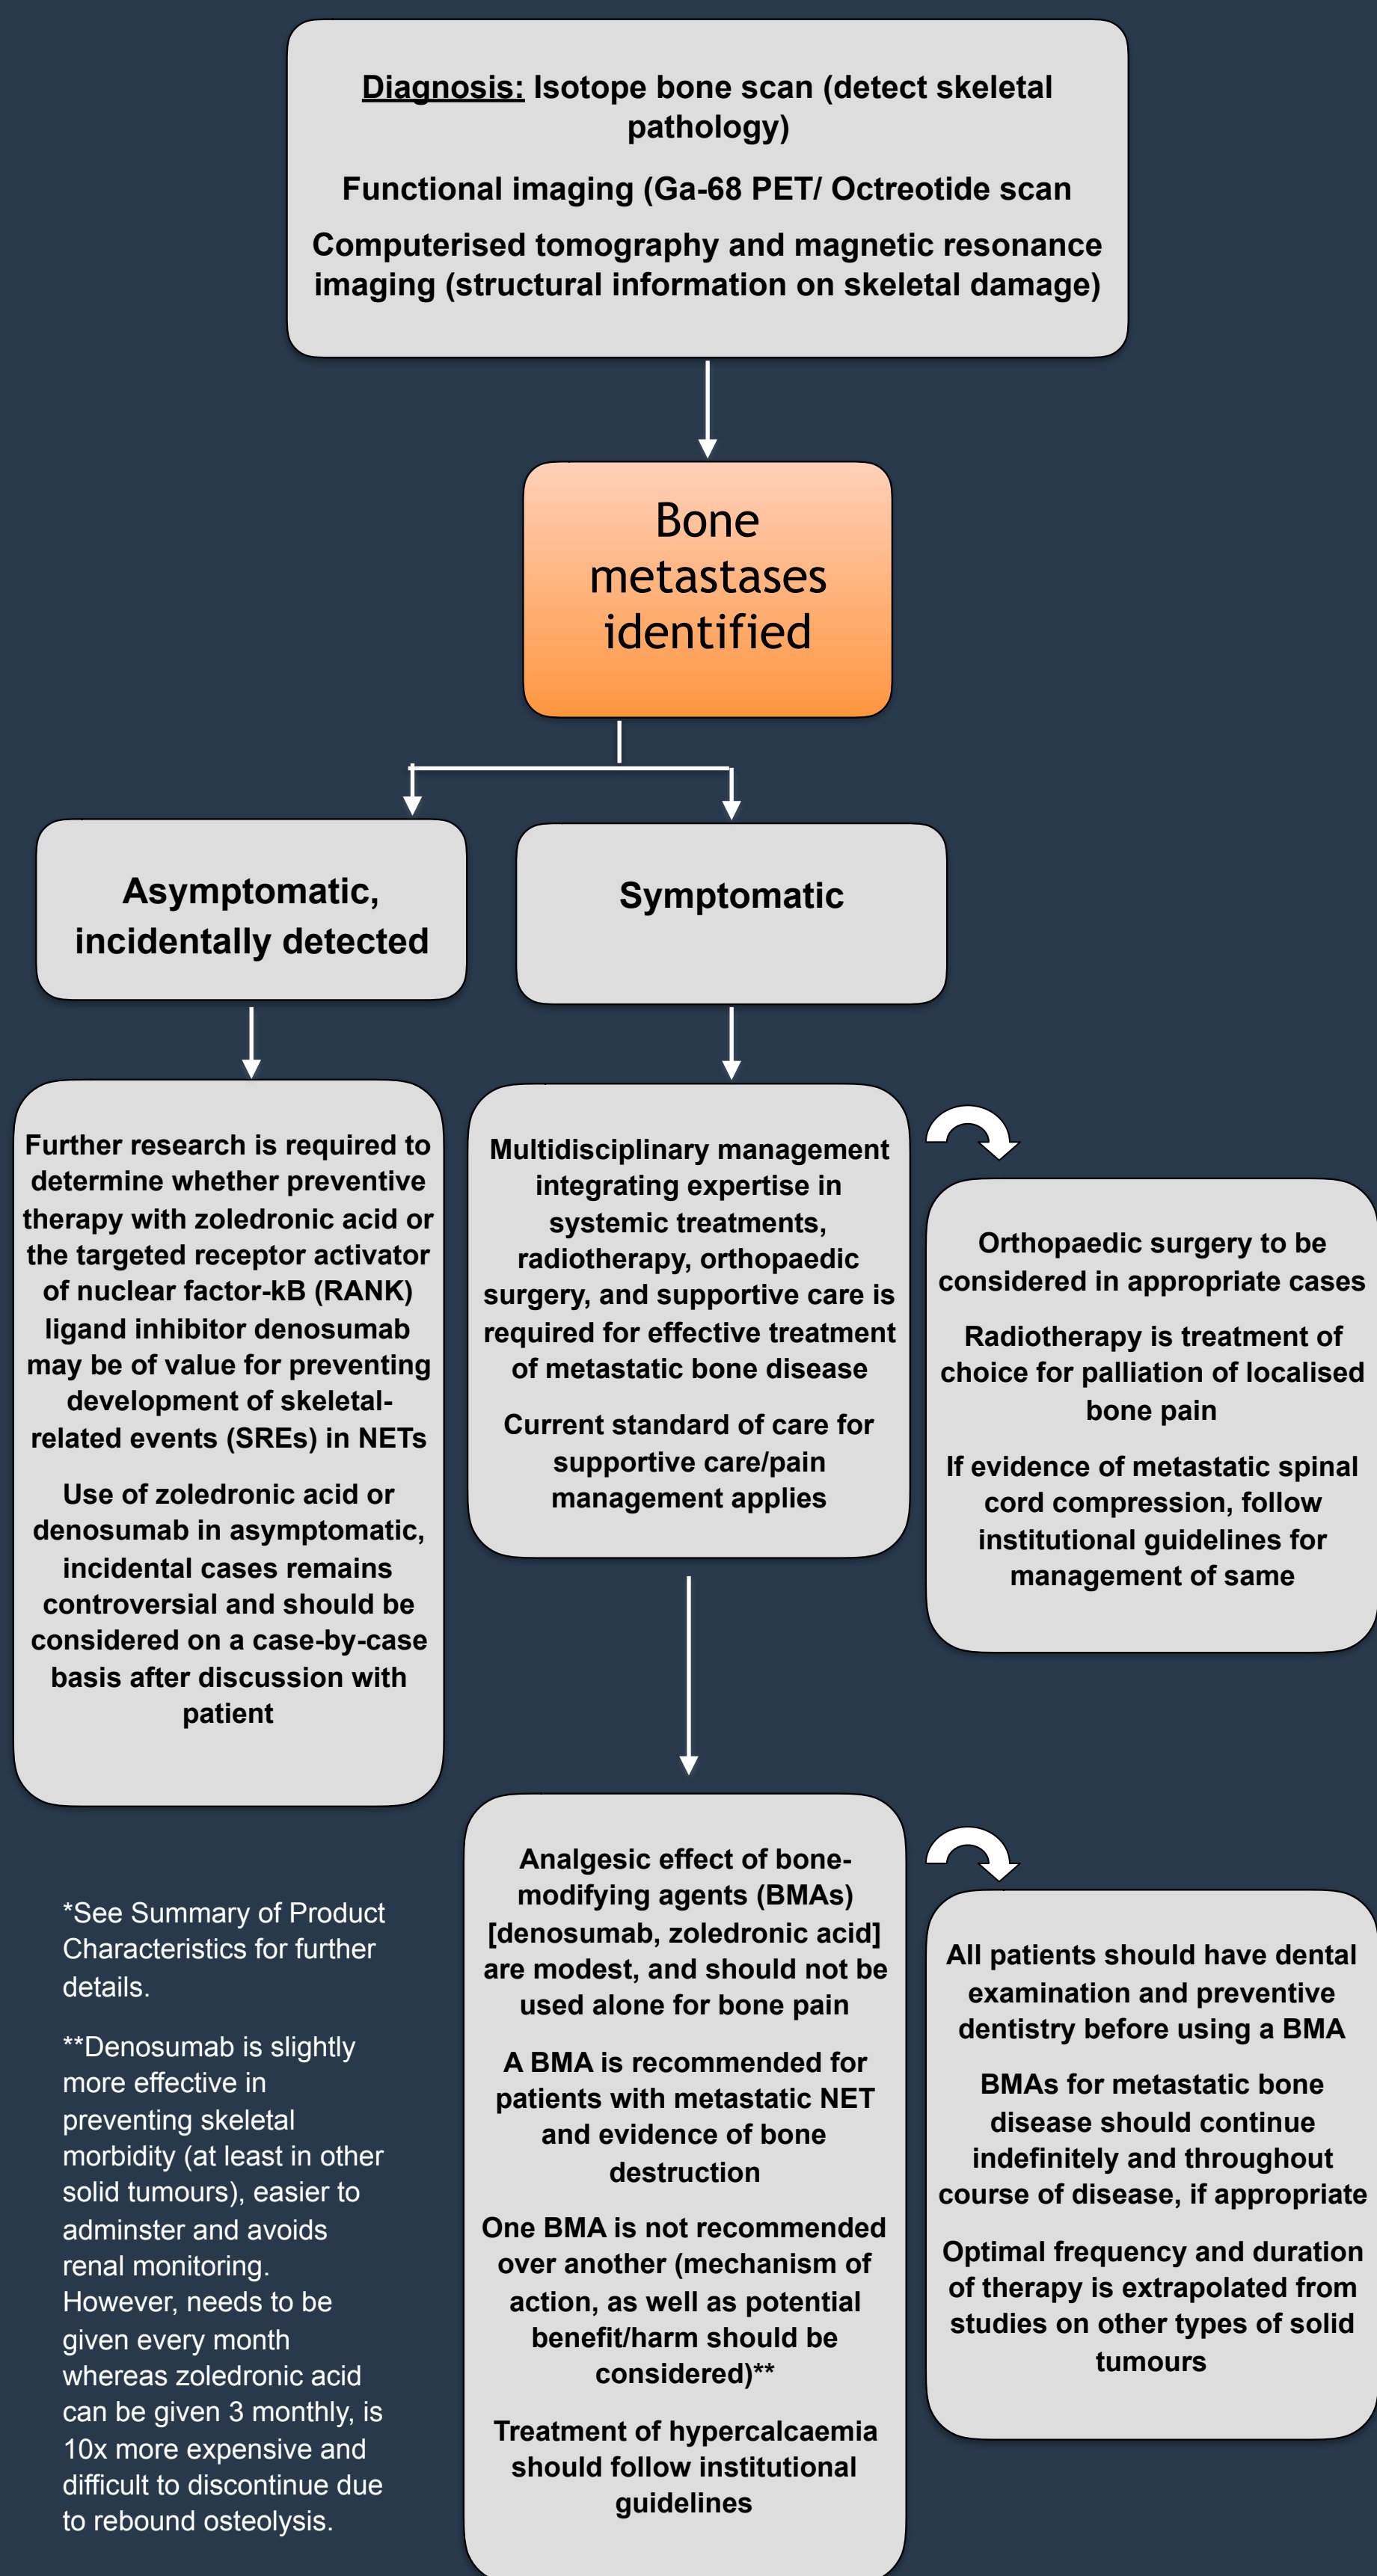 Diagnosis: Isotope bone scan (detect skeletal
pathology)
Functional imaging (Ga-68 PET/ Octreotide scan
Computerised tomography and magnetic resonance
imaging (structural information on skeletal damage)
Bone
metastases
identified
Asymptomatic,
incidentally detected
Symptomatic
Further research is required to
determine whether preventive
therapy with zoledronic acid or
the targeted receptor activator
of nuclear factor-kB (RANK)
ligand inhibitor denosumab
may be of value for preventing
development of skeletal-
related events (SREs) in NETs
Use of zoledronic acid or
denosumab in asymptomatic,
incidental cases remains
controversial and should be
considered on a case-by-case
basis after discussion with
patient
Multidisciplinary management
integrating expertise in
systemic treatments,
radiotherapy, orthopaedic
surgery, and supportive care is
required for effective treatment
of metastatic bone disease
Current standard of care for
supportive care/pain
management applies
Orthopaedic surgery to be
considered in appropriate cases
Radiotherapy is treatment of
choice for palliation of localised
bone pain
If evidence of metastatic spinal
cord compression, follow
institutional guidelines for
management of same
Analgesic effect of bone-
modifying agents (BMAs)
[denosumab, zoledronic acid]
are modest, and should not be
used alone for bone pain
A BMA is recommended for
patients with metastatic NET
and evidence of bone
destruction
One BMA is not recommended
over another (mechanism of
action, as well as potential
benefit/harm should be
considered)**
Treatment of hypercalcaemia
should follow institutional
guidelines
All patients should have dental
examination and preventive
dentistry before using a BMA
BMAs for metastatic bone
disease should continue
indefinitely and throughout
course of disease, if appropriate
Optimal frequency and duration
of therapy is extrapolated from
studies on other types of solid
tumours
*See Summary of Product
Characteristics for further
details.
**Denosumab is slightly
more effective in
preventing skeletal
morbidity (at least in other
solid tumours), easier to
adminster and avoids
renal monitoring.
However, needs to be
given every month
whereas zoledronic acid
can be given 3 monthly, is
10x more expensive and
difficult to discontinue due
to rebound osteolysis.